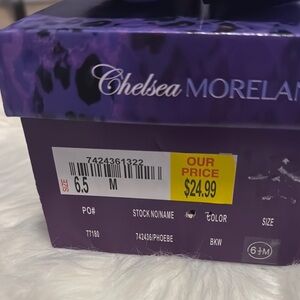 Chelsea MORELAN
7424361322
SIZE 6.5 M
OUR
PRICE
$24.99
PO# STOCK NO/NAME COLOR SIZE
77180 742436/PHOEBE BKW 6½M